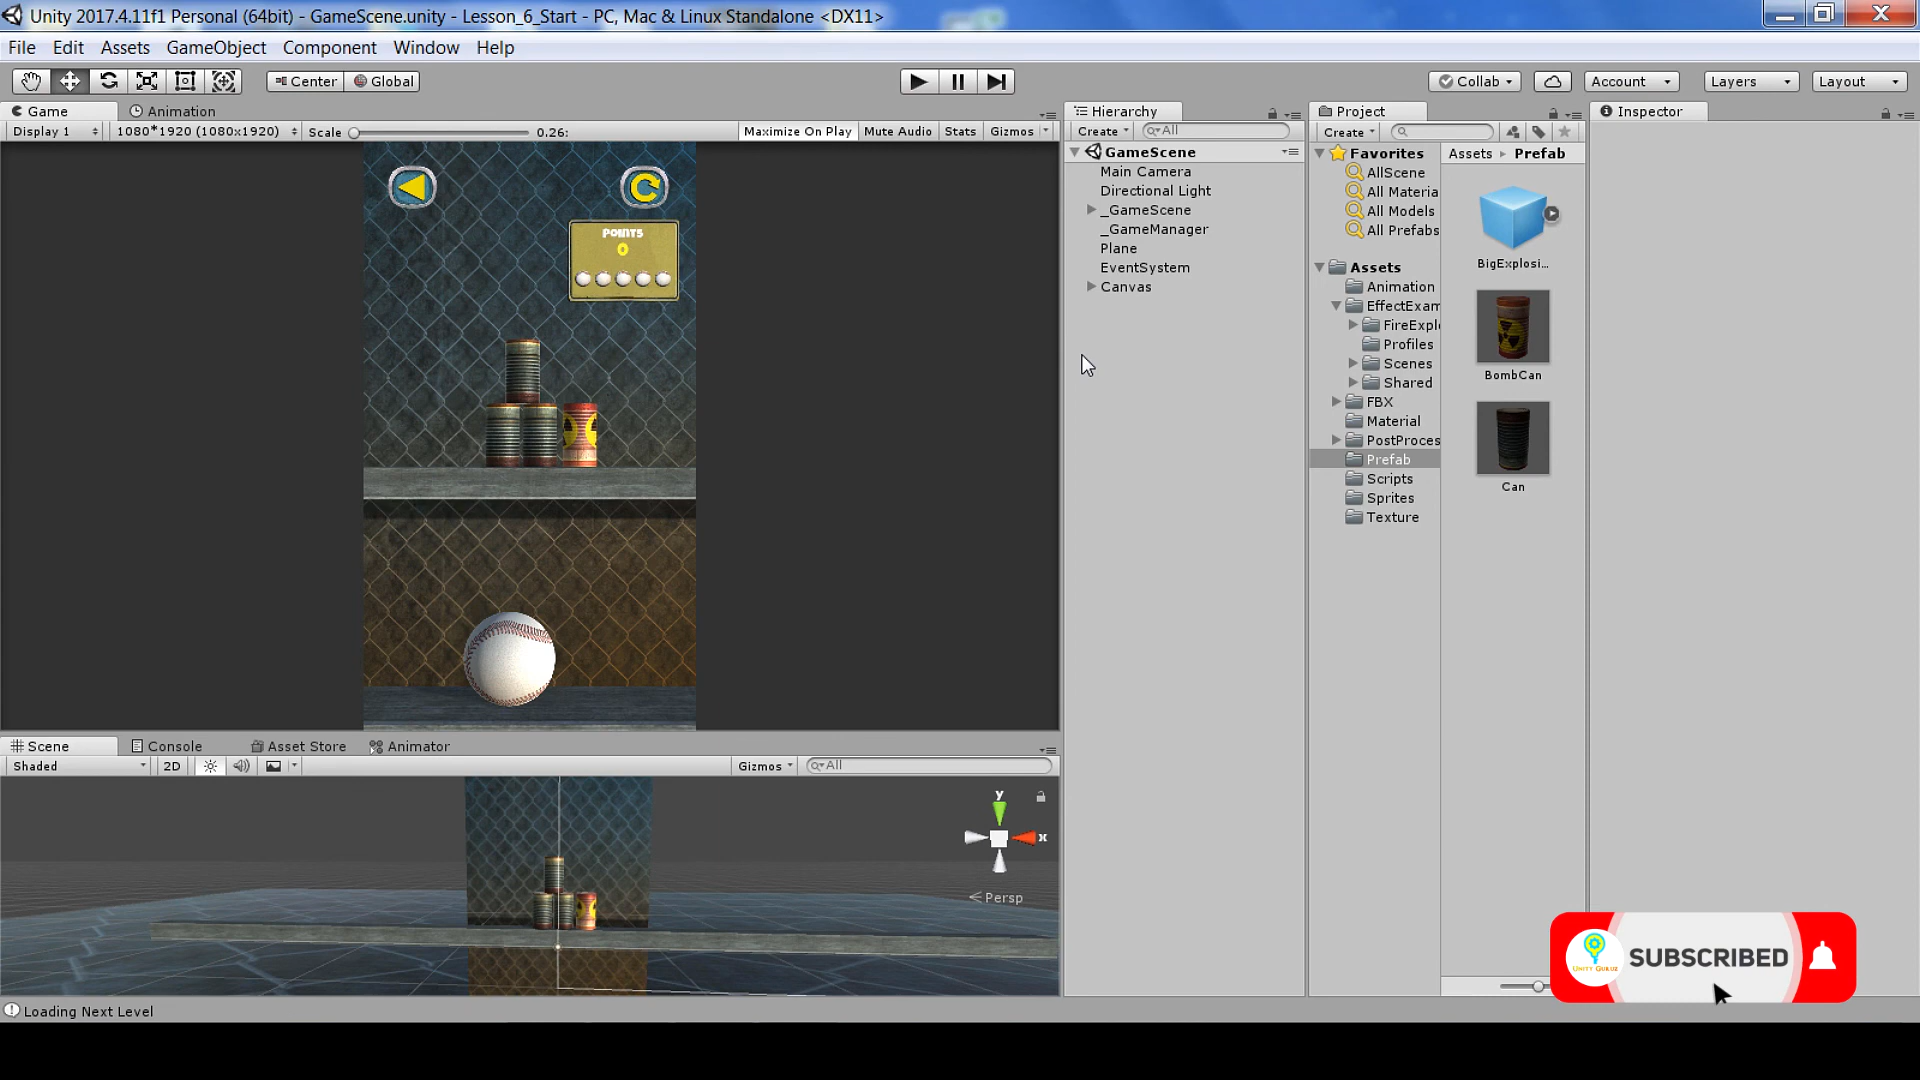 Unity 2017.4.11f1 Personal (64bit) - GameScene.unity - Lesson_6_Start - PC, Mac & Linux Standalone <DX11>
File Edit Assets GameObject Component Window Help
Center Global Collab Account Layers Layout
Game Animation Hierarchy Project Inspector
Display 1 1080*1920 (1080x1920) Scale 0.26: Maximize On Play Mute Audio Stats Gizmos Create All Create
GameScene
Main Camera
Directional Light
_GameScene
_GameManager
Plane
EventSystem
Canvas
Favorites
AllScene
All Materia
All Models
All Prefabs
Assets
Animation
EffectExam
FireExpl
Profiles
Scenes
Shared
FBX
Material
PostProces
Prefab
Scripts
Sprites
Texture
Assets Prefab
BigExplosi...
BombCan
Can
POINTS
0
Scene Console Asset Store Animator
Shaded 2D Gizmos All
y
x
Persp
UNITY GURUZ
SUBSCRIBED
Loading Next Level